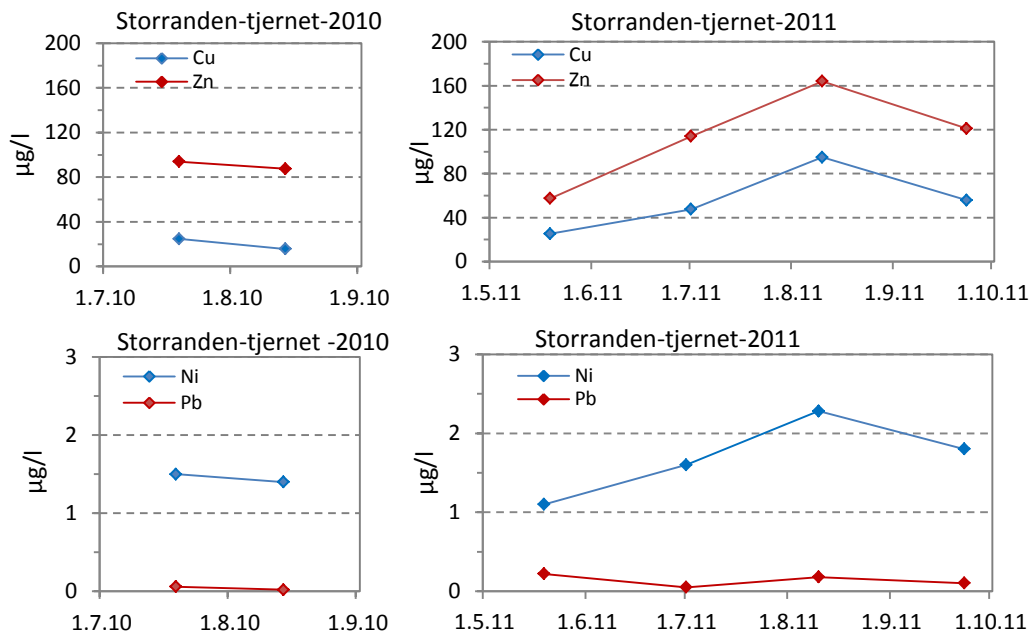 Storranden-tjernet-2010
200
160
120
80
40
0
µg/l
Cu
Zn
1.7.10 1.8.10 1.9.10
Storranden-tjernet-2011
200
160
120
80
40
0
µg/l
Cu
Zn
1.5.11 1.6.11 1.7.11 1.8.11 1.9.11 1.10.11
Storranden-tjernet -2010
3
2
1
0
µg/l
Ni
Pb
1.7.10 1.8.10 1.9.10
Storranden-tjernet-2011
3
2
1
0
µg/l
Ni
Pb
1.5.11 1.6.11 1.7.11 1.8.11 1.9.11 1.10.11